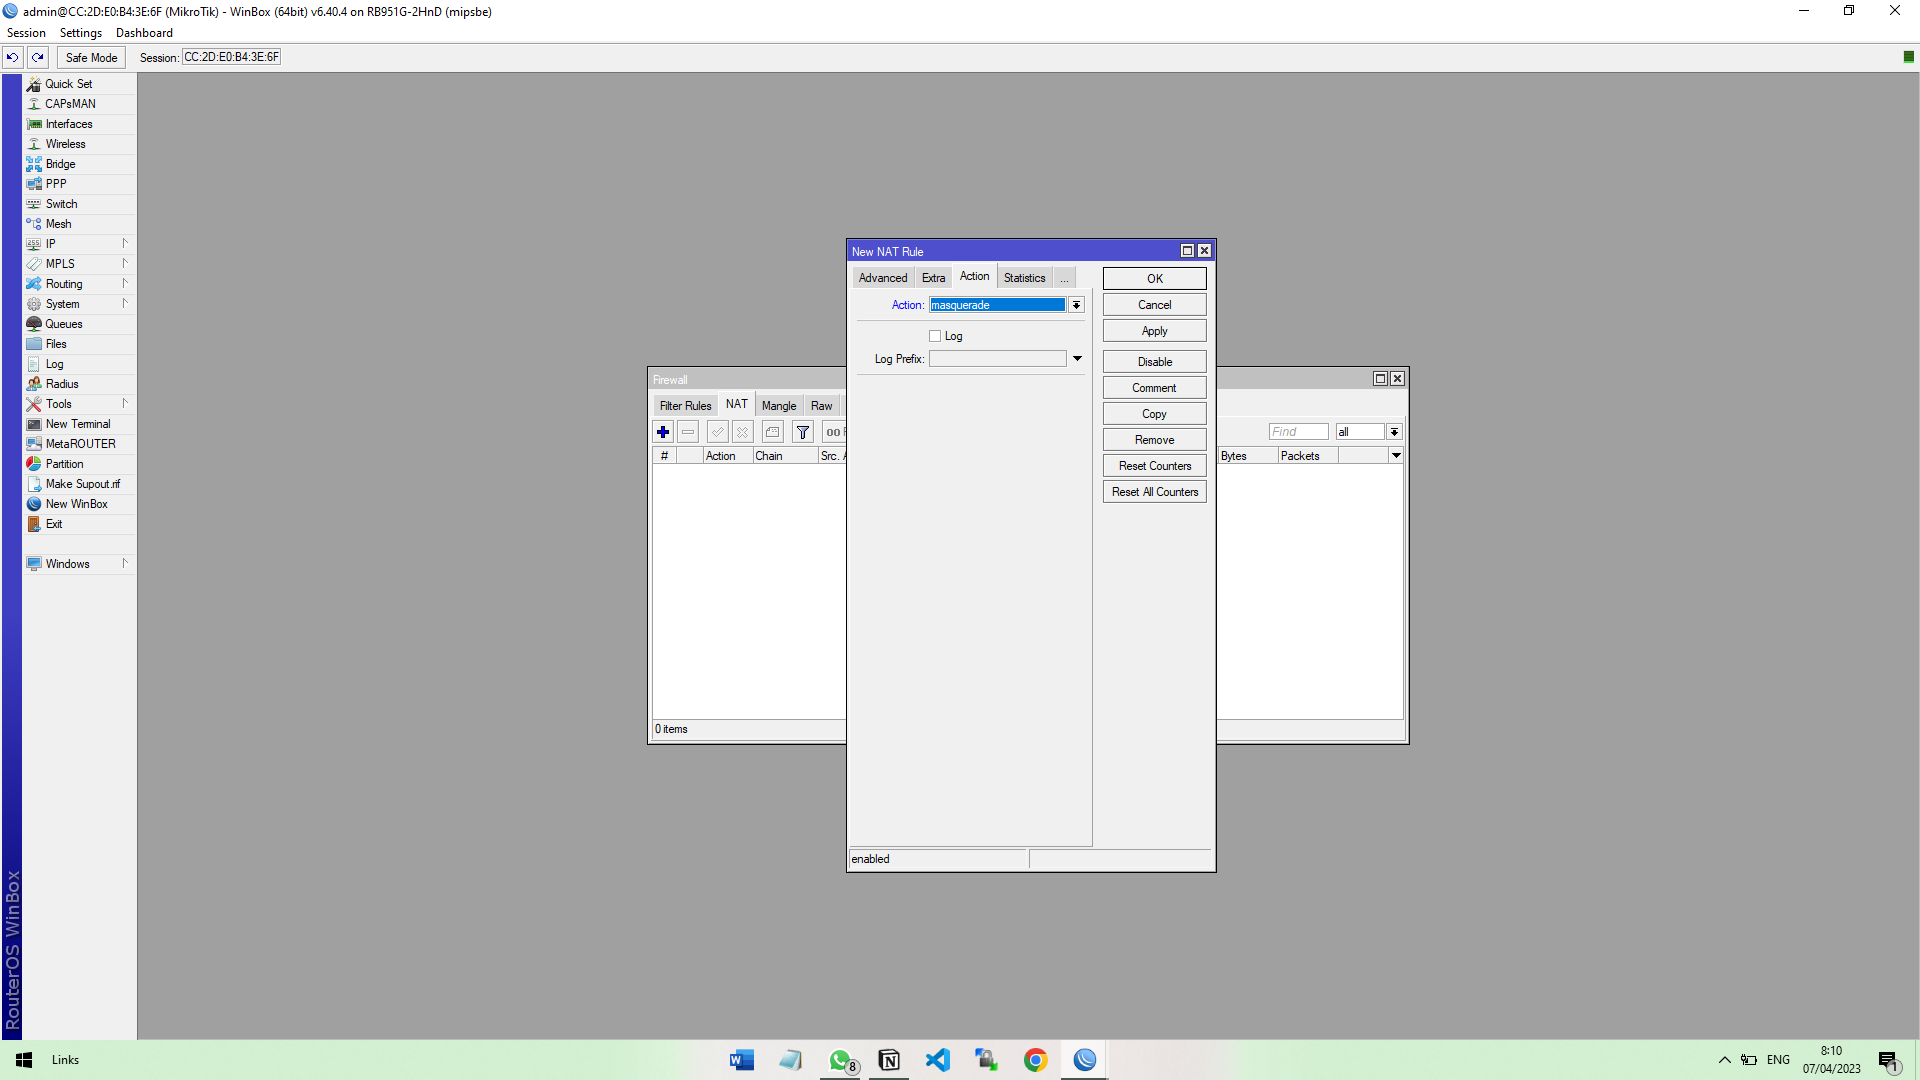 admin@CC:2D:E0:B4:3E:6F (MikroTik) - WinBox (64bit) v6.40.4 on RB951G-2HnD (mipsbe)
Session Settings Dashboard
Safe Mode Session: CC:2D:E0:B4:3E:6F
Quick Set
CAPsMAN
Interfaces
Wireless
Bridge
PPP
Switch
Mesh
IP
MPLS
Routing
System
Queues
Files
Log
Radius
Tools
New Terminal
MetaROUTER
Partition
Make Supout.rif
New WinBox
Exit
Windows
RouterOS WinBox
New NAT Rule
Advanced Extra Action Statistics ...
Action: masquerade
Log
Log Prefix:
OK
Cancel
Apply
Disable
Comment
Copy
Remove
Reset Counters
Reset All Counters
enabled
Firewall
Filter Rules NAT Mangle Raw
Find all
# Action Chain Src. Bytes Packets
0 items
Links
8
ENG
8:10
07/04/2023
1